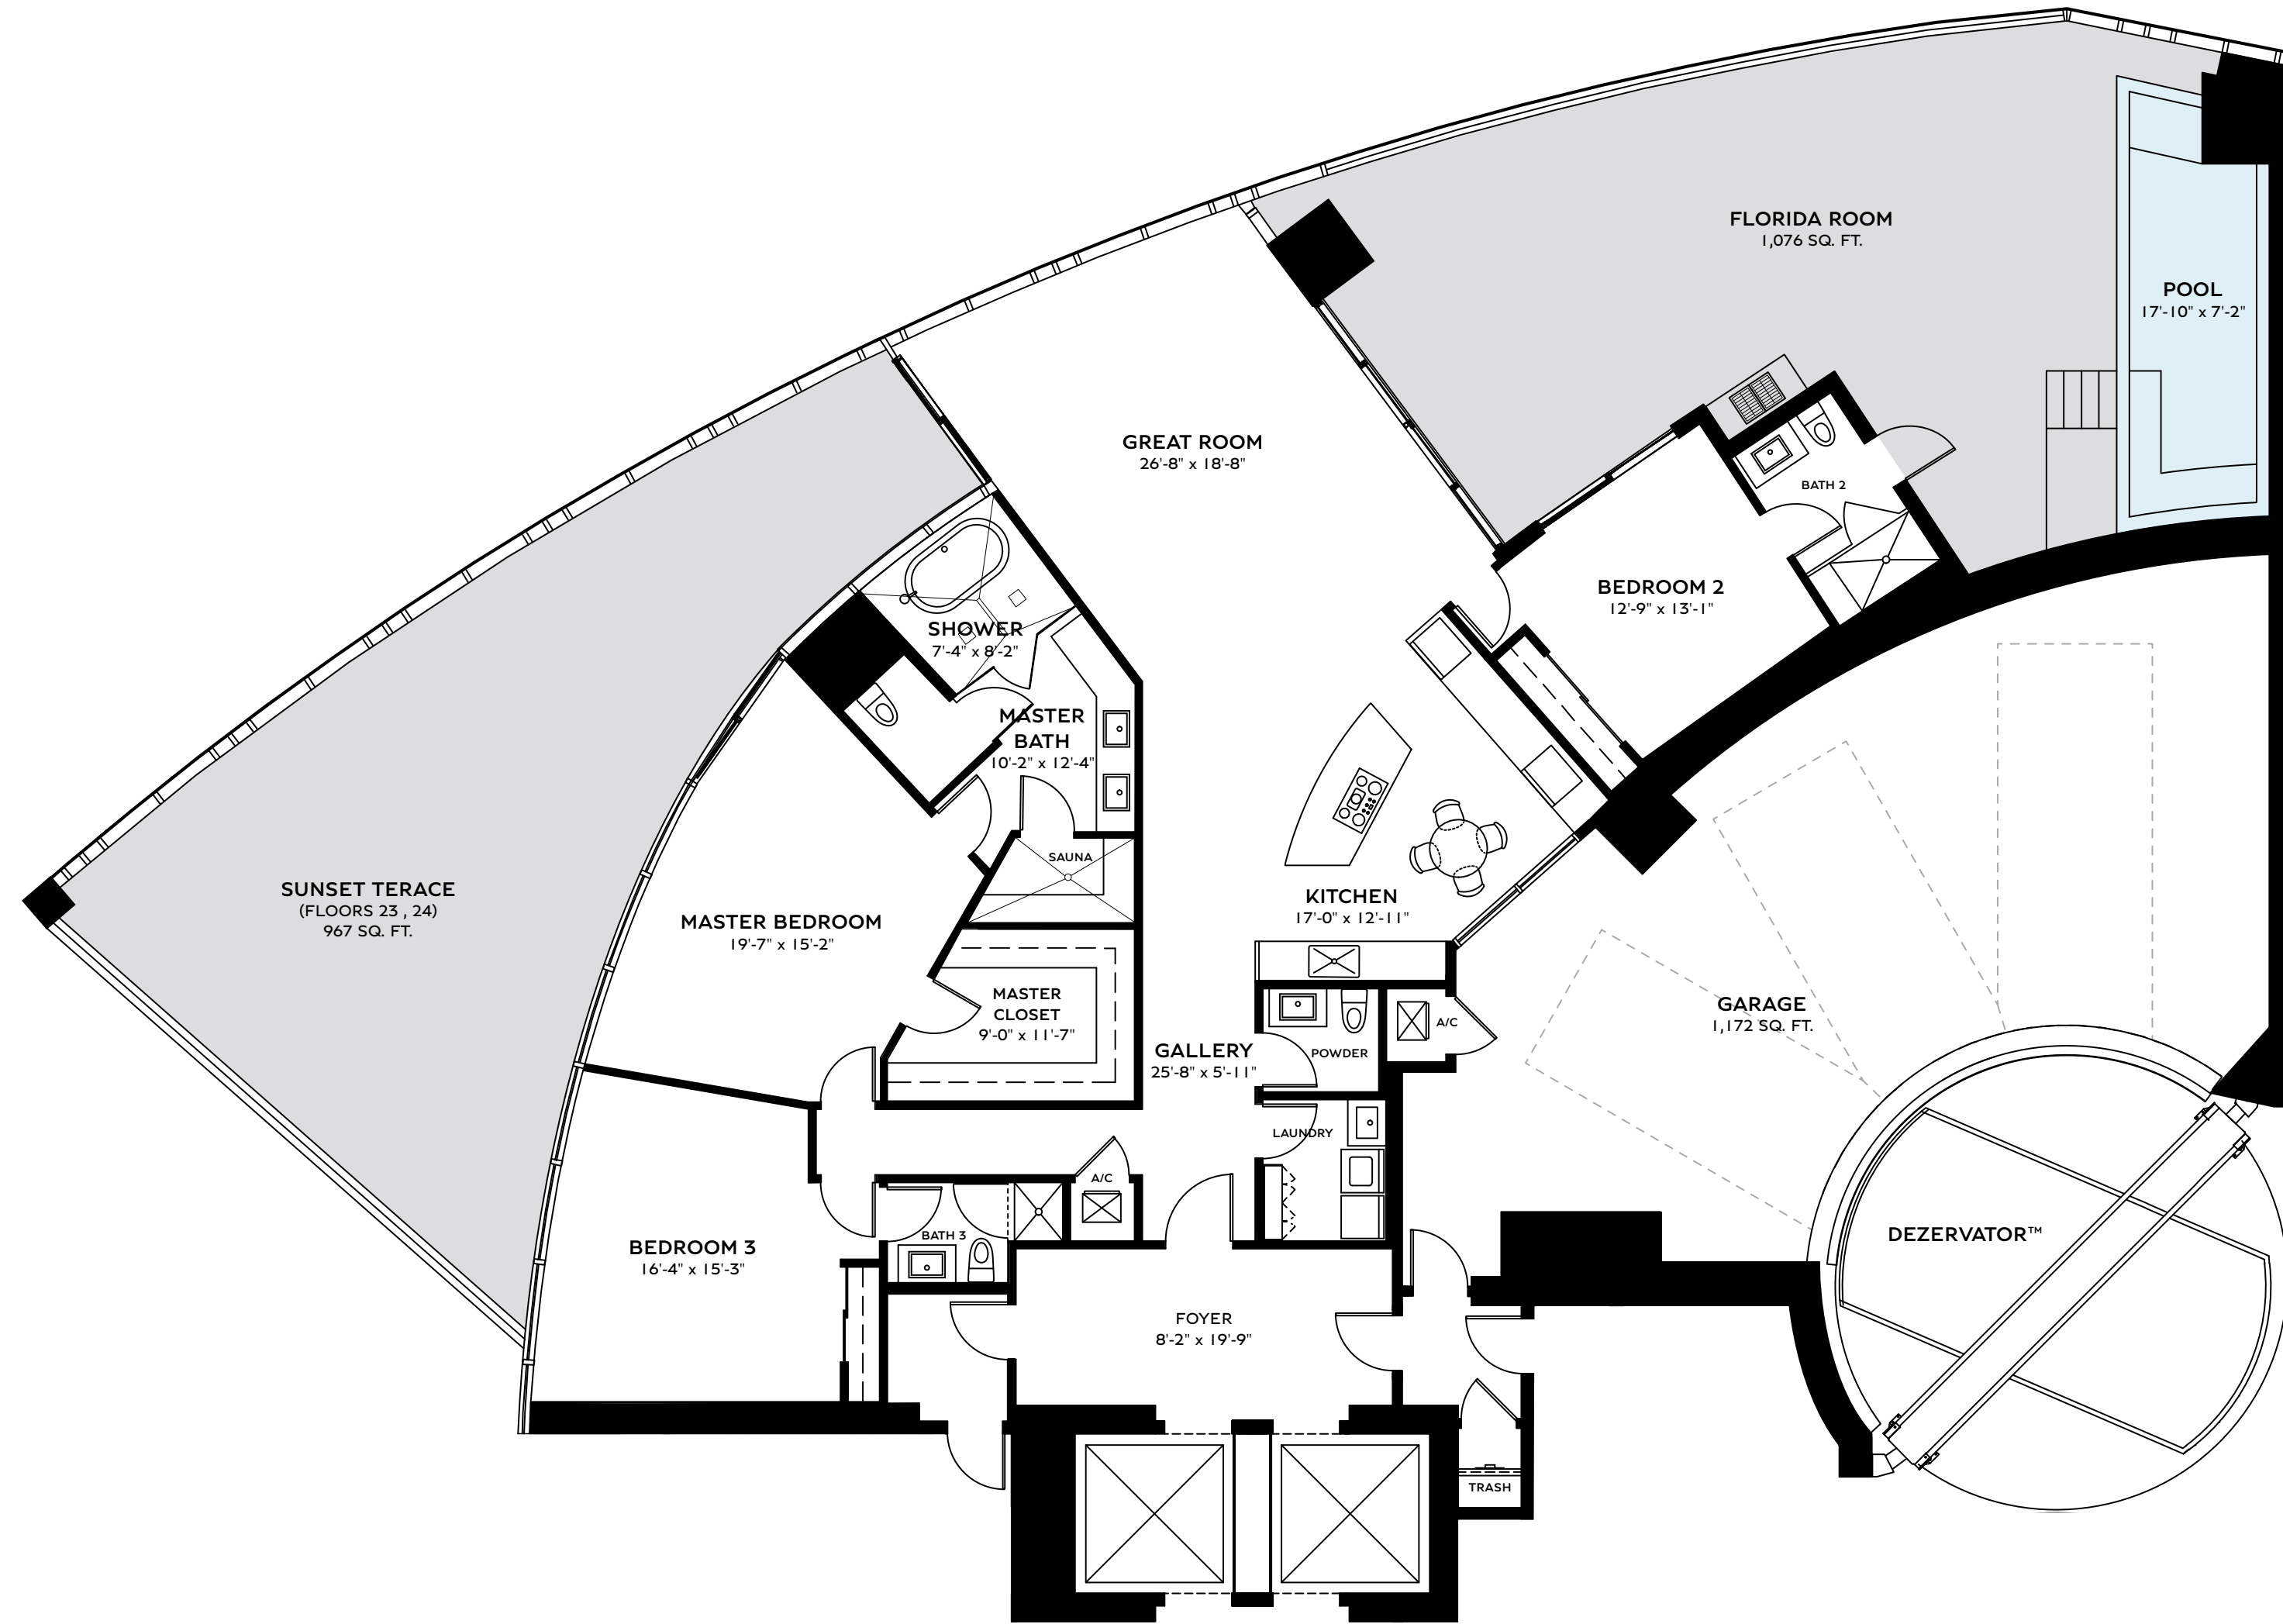 FLORIDA ROOM
1,076 SQ. FT.
POOL
17'-10" x 7'-2"
GREAT ROOM
26'-8" x 18'-8"
BATH 2
BEDROOM 2
12'-9" x 13'-1"
SHOWER
7'-4" x 8'-2"
MASTER
BATH
10'-2" x 12'-4"
SAUNA
SUNSET TERACE
(FLOORS 23 , 24)
967 SQ. FT.
MASTER BEDROOM
19'-7" x 15'-2"
KITCHEN
17'-0" x 12'-11"
MASTER
CLOSET
9'-0" x 11'-7"
GARAGE
1,172 SQ. FT.
A/C
GALLERY
25'-8" x 5'-11"
POWDER
LAUNDRY
A/C
BATH 3
BEDROOM 3
16'-4" x 15'-3"
DEZERVATOR™
FOYER
8'-2" x 19'-9"
TRASH